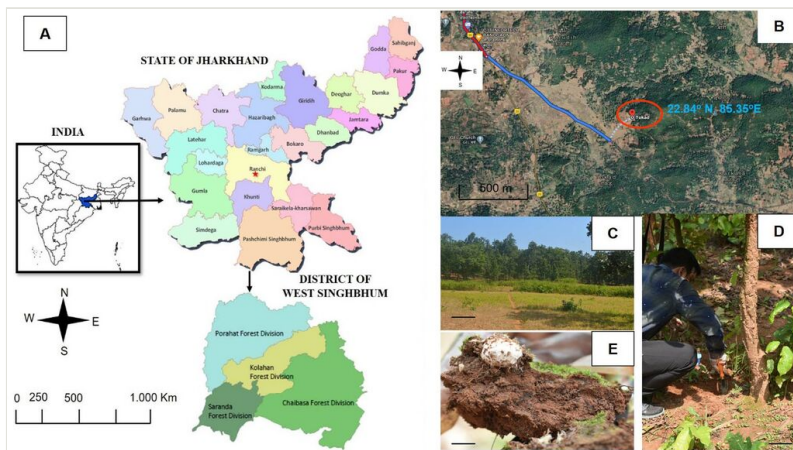 A
STATE OF JHARKHAND
Sahibganj
Godda
Pakur
Kodarma
Deoghar
Dumka
Giridih
Palamu
Chatra
Garhwa
Hazaribagh
Jamtara
Dhanbad
INDIA
Latehar
Ramgarh
Bokaro
Lohardaga
Ranchi
Gumla
Khunti
Saraikela-kharsawan
Simdega
Purbi Singhbhum
Pashchimi Singhbhum
DISTRICT OF
WEST SINGHBHUM
N
W
E
S
Porahat Forest Division
Kolahan
Forest Division
Saranda
Forest Division
Chaibasa Forest Division
0
250
500
1.000 Km
B
N
W
E
S
22.84º N, 85.35ºE
500 m
C
D
E